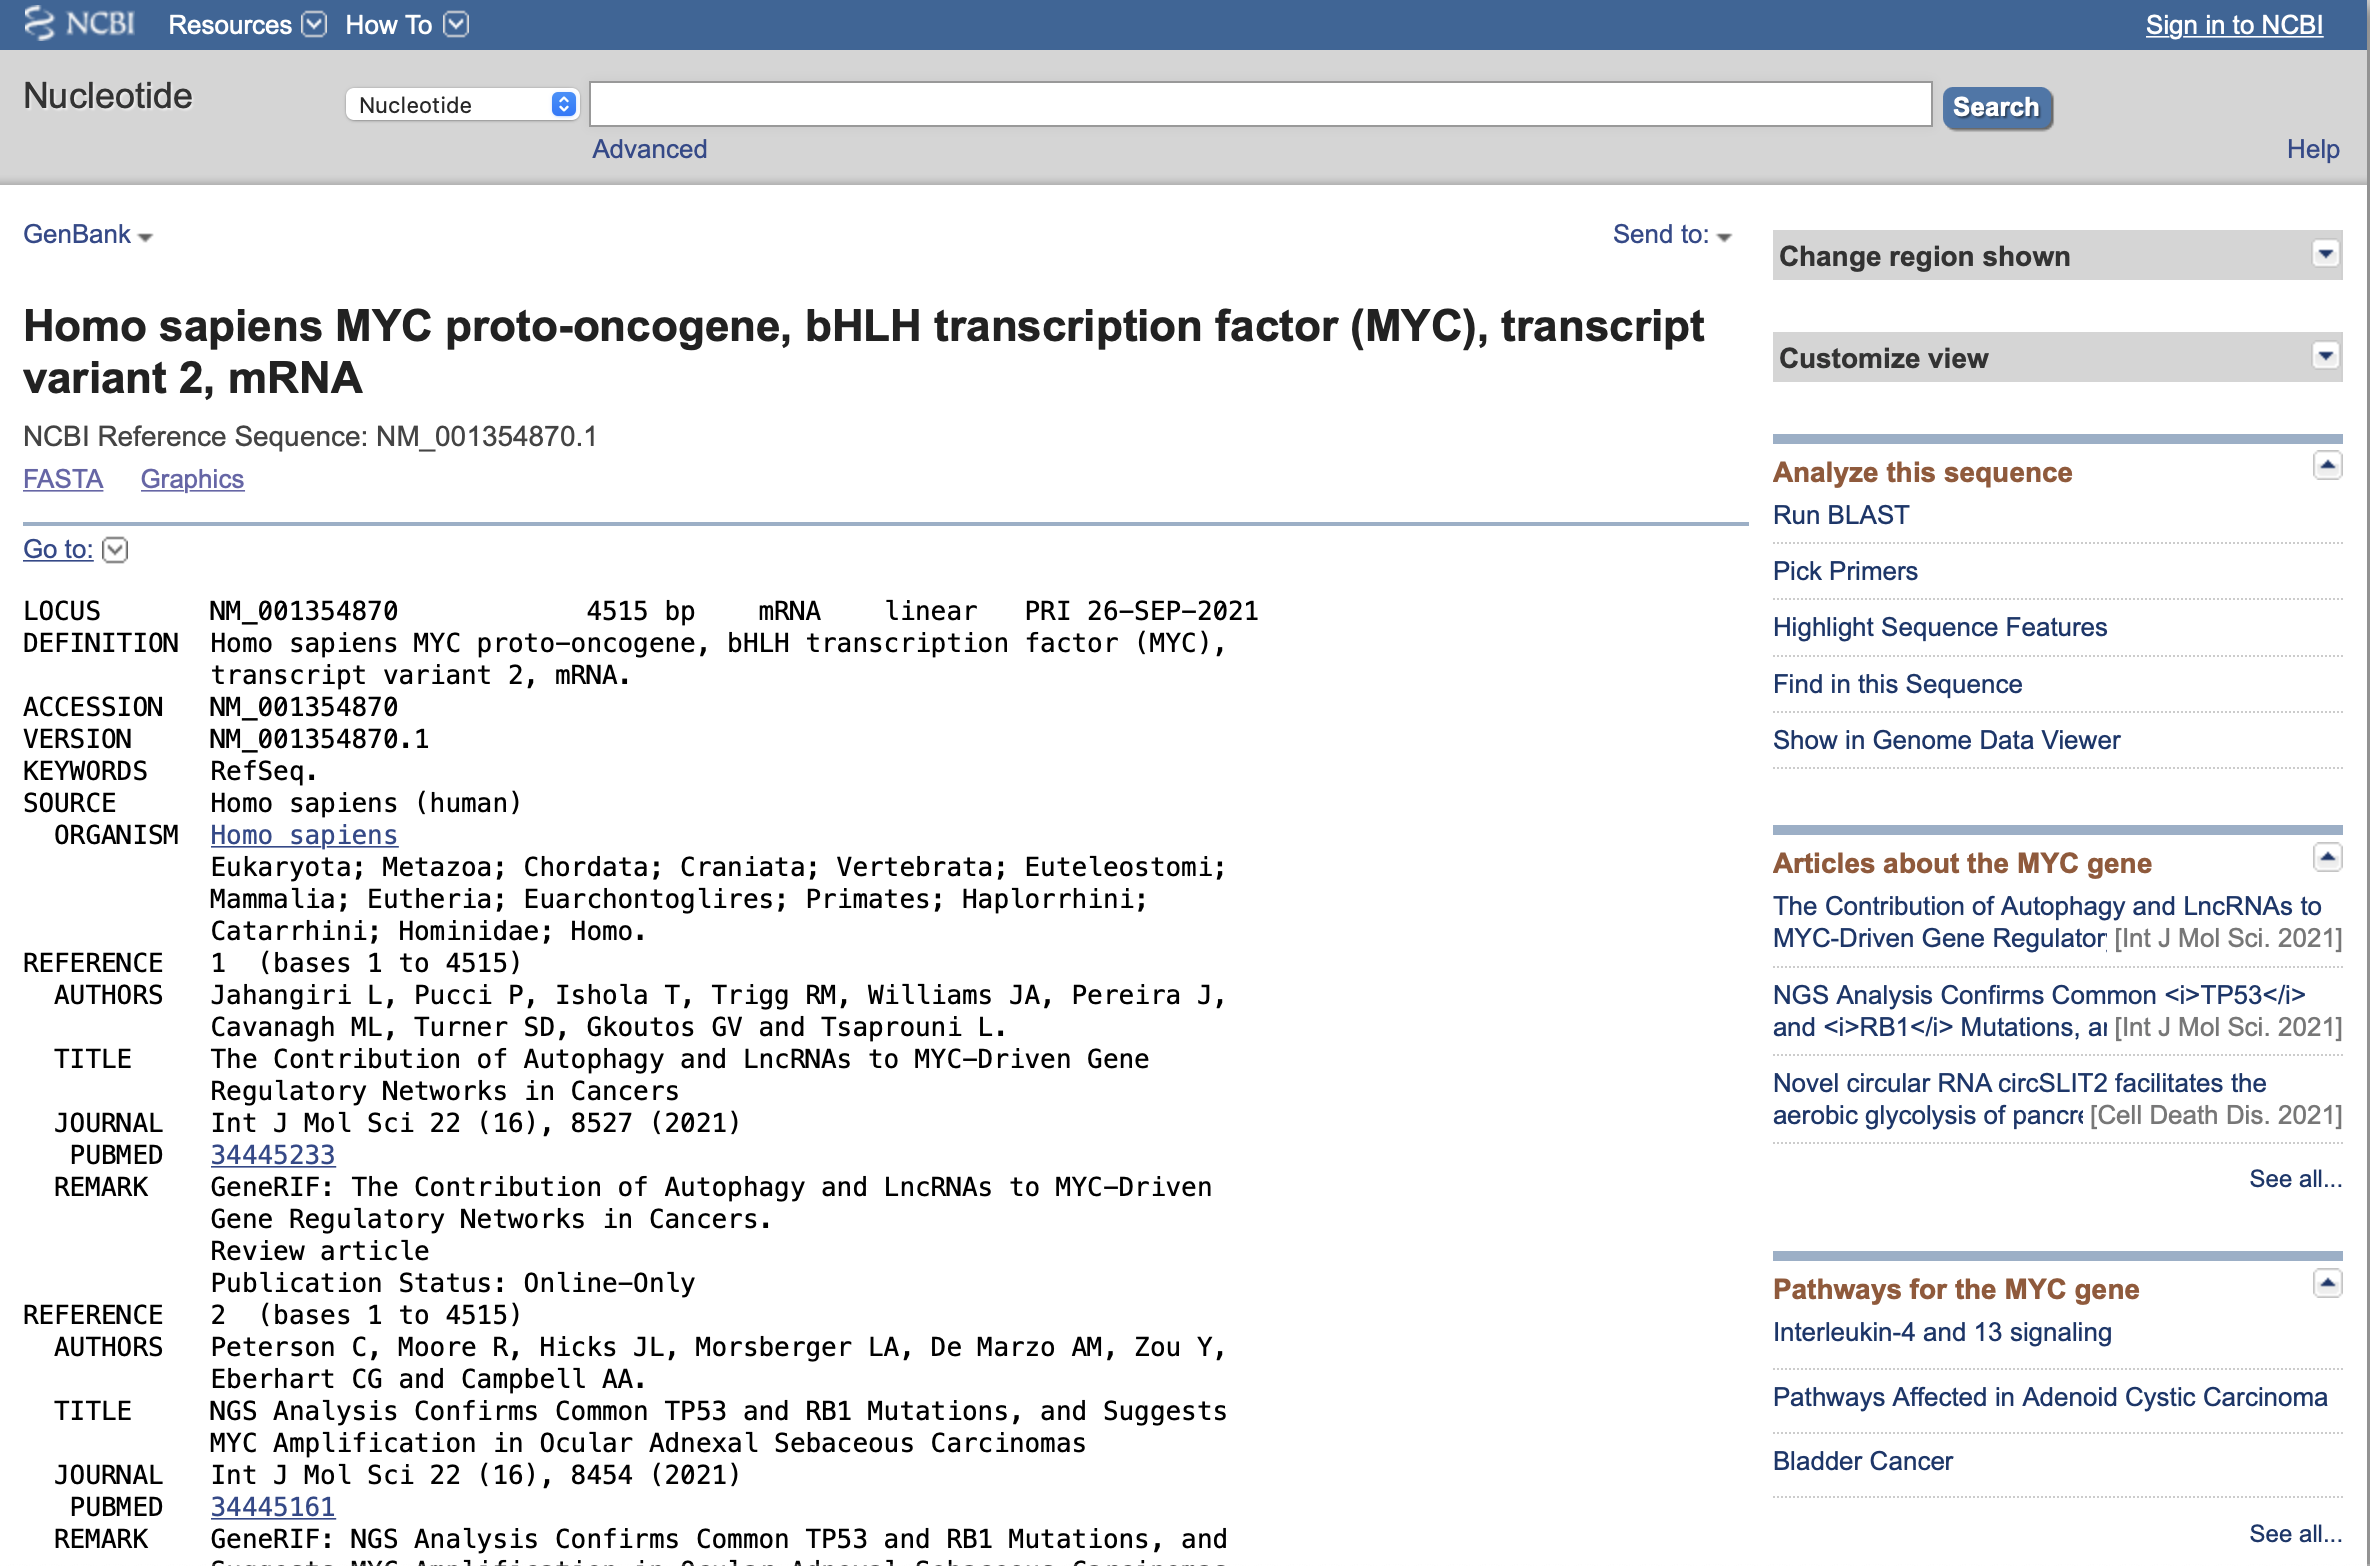 NCBI Resources How To Sign in to NCBI
Nucleotide Nucleotide Search
Advanced Help
GenBank Send to:
Homo sapiens MYC proto-oncogene, bHLH transcription factor (MYC), transcript
variant 2, mRNA
NCBI Reference Sequence: NM_001354870.1
FASTA Graphics
Go to:
LOCUS NM_001354870 4515 bp mRNA linear PRI 26-SEP-2021
DEFINITION Homo sapiens MYC proto-oncogene, bHLH transcription factor (MYC),
transcript variant 2, mRNA.
ACCESSION NM_001354870
VERSION NM_001354870.1
KEYWORDS RefSeq.
SOURCE Homo sapiens (human)
ORGANISM Homo sapiens
Eukaryota; Metazoa; Chordata; Craniata; Vertebrata; Euteleostomi;
Mammalia; Eutheria; Euarchontoglires; Primates; Haplorrhini;
Catarrhini; Hominidae; Homo.
REFERENCE 1 (bases 1 to 4515)
AUTHORS Jahangiri L, Pucci P, Ishola T, Trigg RM, Williams JA, Pereira J,
Cavanagh ML, Turner SD, Gkoutos GV and Tsaprouni L.
TITLE The Contribution of Autophagy and LncRNAs to MYC-Driven Gene
Regulatory Networks in Cancers
JOURNAL Int J Mol Sci 22 (16), 8527 (2021)
PUBMED 34445233
REMARK GeneRIF: The Contribution of Autophagy and LncRNAs to MYC-Driven
Gene Regulatory Networks in Cancers.
Review article
Publication Status: Online-Only
REFERENCE 2 (bases 1 to 4515)
AUTHORS Peterson C, Moore R, Hicks JL, Morsberger LA, De Marzo AM, Zou Y,
Eberhart CG and Campbell AA.
TITLE NGS Analysis Confirms Common TP53 and RB1 Mutations, and Suggests
MYC Amplification in Ocular Adnexal Sebaceous Carcinomas
JOURNAL Int J Mol Sci 22 (16), 8454 (2021)
PUBMED 34445161
REMARK GeneRIF: NGS Analysis Confirms Common TP53 and RB1 Mutations, and
Suggests MYC Amplification in Ocular Adnexal Sebaceous Carcinomas
Change region shown
Customize view
Analyze this sequence
Run BLAST
Pick Primers
Highlight Sequence Features
Find in this Sequence
Show in Genome Data Viewer
Articles about the MYC gene
The Contribution of Autophagy and LncRNAs to
MYC-Driven Gene Regulator [Int J Mol Sci. 2021]
NGS Analysis Confirms Common <i>TP53</i>
and <i>RB1</i> Mutations, ar [Int J Mol Sci. 2021]
Novel circular RNA circSLIT2 facilitates the
aerobic glycolysis of pancre [Cell Death Dis. 2021]
See all...
Pathways for the MYC gene
Interleukin-4 and 13 signaling
Pathways Affected in Adenoid Cystic Carcinoma
Bladder Cancer
See all...